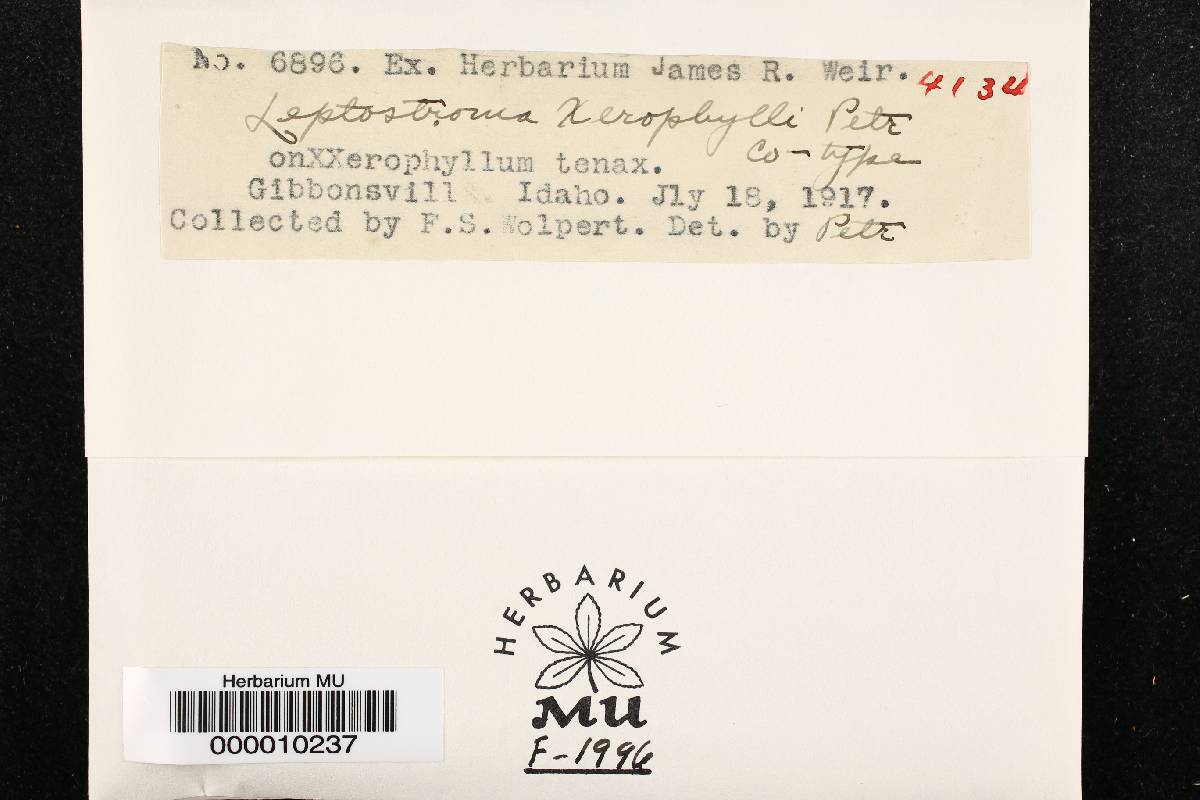 No. 6896. Ex. Herbarium James R. Weir. 4134
Leptostroma Xerophylli Petr
co-type
onXXerophyllum tenax.
Gibbonsvill Idaho. Jly 18, 1917.
Collected by F.S. Wolpert. Det. by Petr
HERBARIUM
MU
F-1996
Herbarium MU
000010237